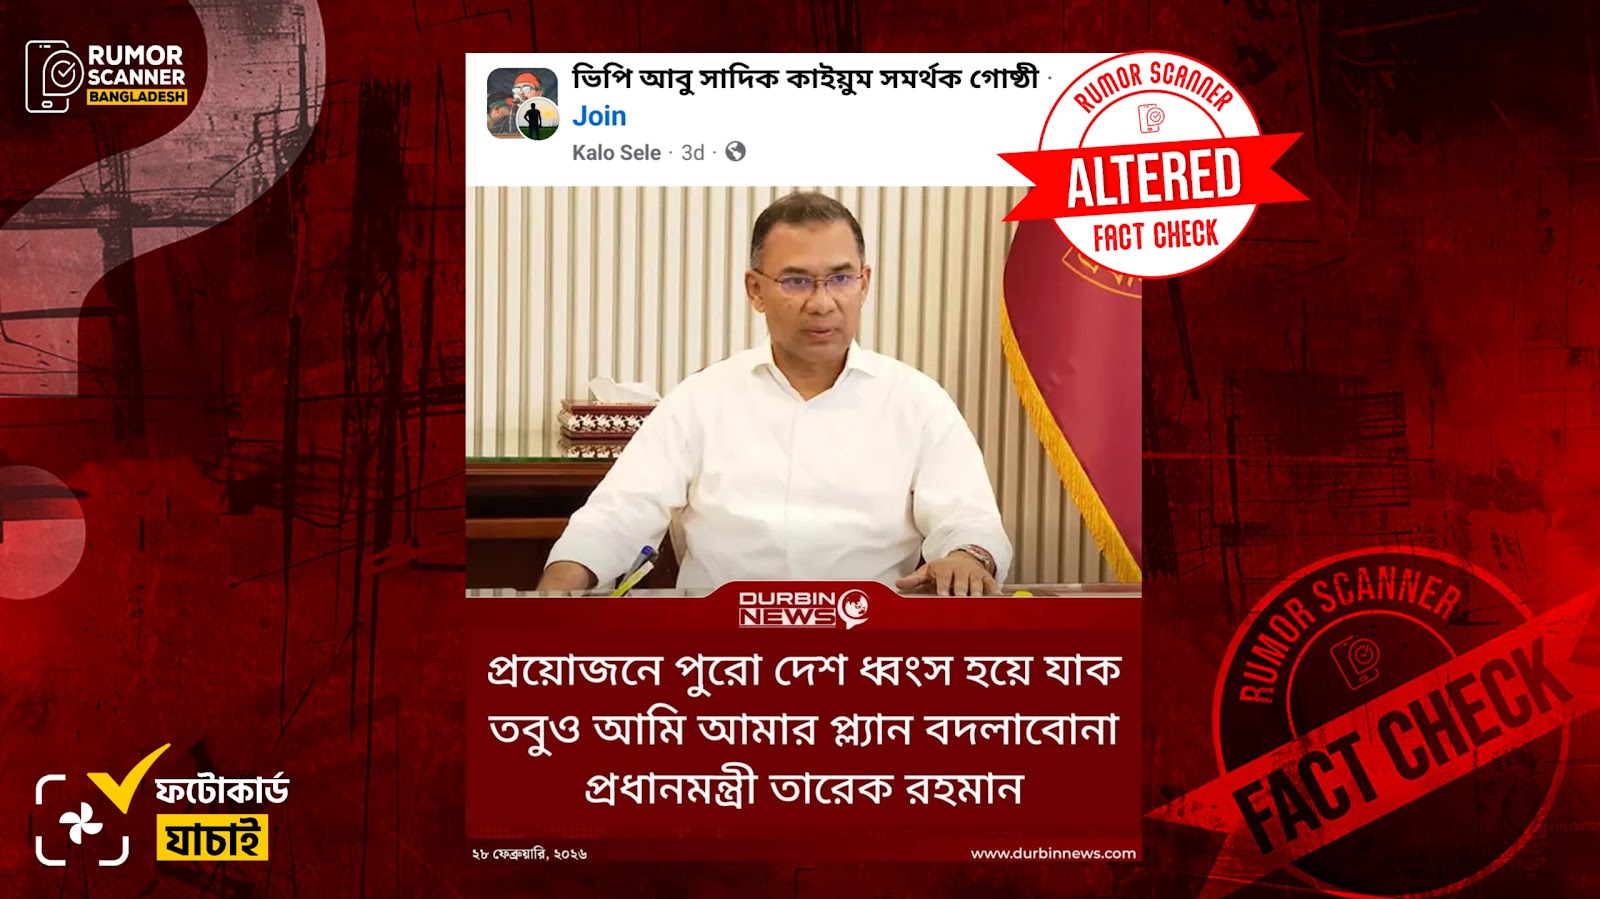 RUMOR
SCANNER
BANGLADESH
ভিপি আবু সাদিক কাইয়ুম সমর্থক গোষ্ঠী ·
Join
Kalo Sele · 3d ·
RUMOR SCANNER
ALTERED
FACT CHECK
DURBIN
NEWS
প্রয়োজনে পুরো দেশ ধ্বংস হয়ে যাক
তবুও আমি আমার প্ল্যান বদলাবোনা
প্রধানমন্ত্রী তারেক রহমান
২৮ ফেব্রুয়ারি, ২০২৬
www.durbinnews.com
ফটোকার্ড
যাচাই
RUMOR SCANNER
FACT CHECK